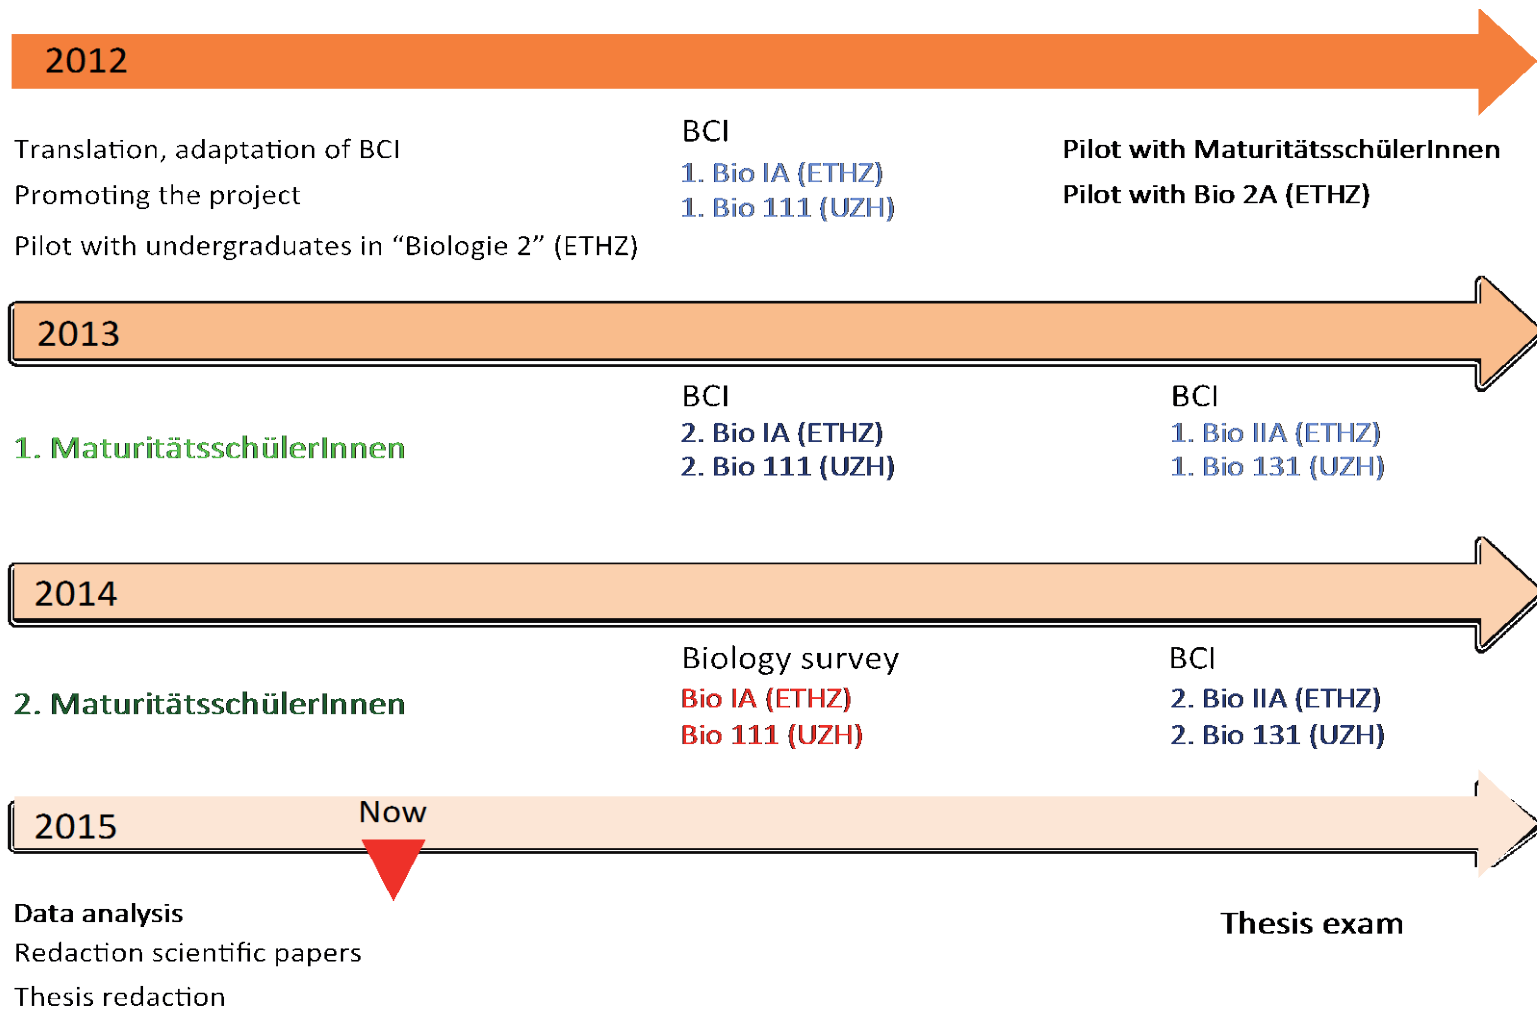 2012
Translation, adaptation of BCI
Promoting the project
Pilot with undergraduates in “Biologie 2” (ETHZ)
BCI
1. Bio IA (ETHZ)
1. Bio 111 (UZH)
Pilot with MaturitätsschülerInnen
Pilot with Bio 2A (ETHZ)
2013
1. MaturitätsschülerInnen
BCI
2. Bio IA (ETHZ)
2. Bio 111 (UZH)
BCI
1. Bio IIA (ETHZ)
1. Bio 131 (UZH)
2014
2. MaturitätsschülerInnen
Biology survey
Bio IA (ETHZ)
Bio 111 (UZH)
BCI
2. Bio IIA (ETHZ)
2. Bio 131 (UZH)
2015
Now
Data analysis
Redaction scientific papers
Thesis redaction
Thesis exam